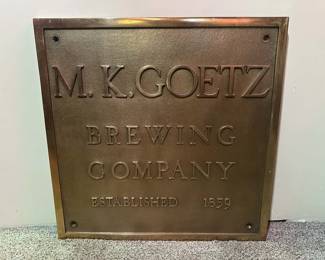 M.K.GOETZ
BREWING
COMPANY
ESTABLISHED 1859